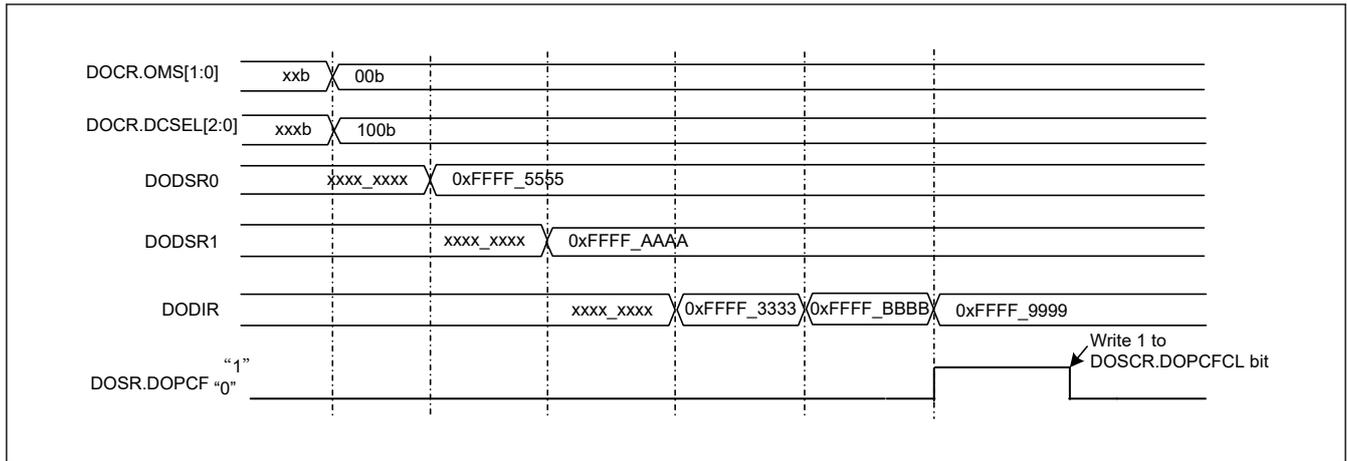 DOCR.OMS[1:0] xxb 00b
DOCR.DCSEL[2:0] xxxb 100b
DODSR0 xxxx_xxxx 0xFFFF_5555
DODSR1 xxxx_xxxx 0xFFFF_AAAA
DODIR xxxx_xxxx 0xFFFF_3333 0xFFFF_BBBB 0xFFFF_9999
Write 1 to
DOSCR.DOPCFCL bit
“1”
DOSR.DOPCF “0”